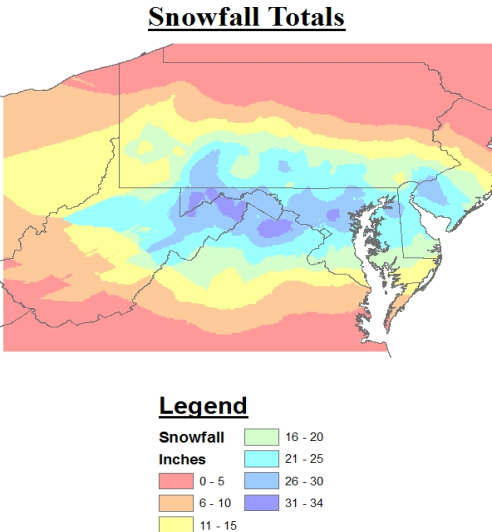 Snowfall Totals
Legend
Snowfall
Inches
0 - 5
6 - 10
11 - 15
16 - 20
21 - 25
26 - 30
31 - 34